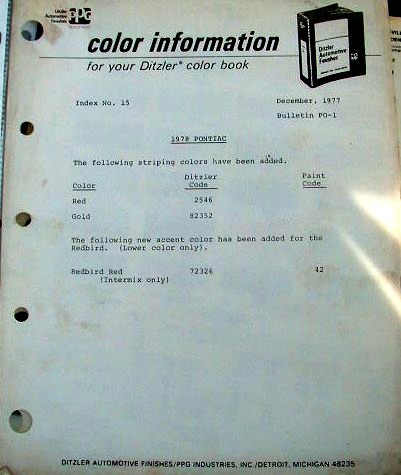 Ditzler
Automotive
Finishes
PPG
INDUSTRIES
color information
for your Ditzler® color book
Ditzler
Automotive
Finishes
Index No. 15
December, 1977
Bulletin PO-1
1978 PONTIAC
The following striping colors have been added.
Color Ditzler Code Paint Code
Red 2546
Gold 82352
The following new accent color has been added for the
Redbird. (Lower color only).
Redbird Red 72326 42
(Intermix only)
DITZLER AUTOMOTIVE FINISHES/PPG INDUSTRIES, INC./DETROIT, MICHIGAN 48235